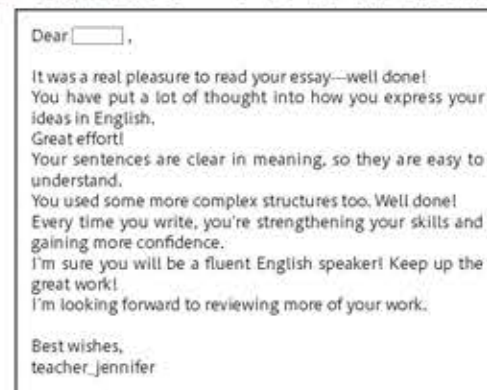 Dear ,
It was a real pleasure to read your essay—well done!
You have put a lot of thought into how you express your
ideas in English.
Great effort!
Your sentences are clear in meaning, so they are easy to
understand.
You used some more complex structures too. Well done!
Every time you write, you're strengthening your skills and
gaining more confidence.
I'm sure you will be a fluent English speaker! Keep up the
great work!
I'm looking forward to reviewing more of your work.
Best wishes,
teacher_jennifer